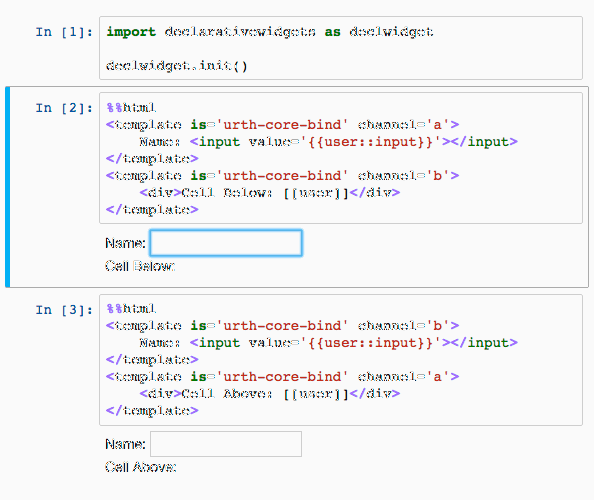 In [1]: import declarativewidgets as declwidget
declwidget.init()
In [2]: %%html
<template is='urth-core-bind' channel='a'>
Name: <input value='{{user::input}}'></input>
</template>
<template is='urth-core-bind' channel='b'>
<div>Cell Below: [[user]]</div>
</template>
Name:
Cell Below:
In [3]: %%html
<template is='urth-core-bind' channel='b'>
Name: <input value='{{user::input}}'></input>
</template>
<template is='urth-core-bind' channel='a'>
<div>Cell Above: [[user]]</div>
</template>
Name:
Cell Above: